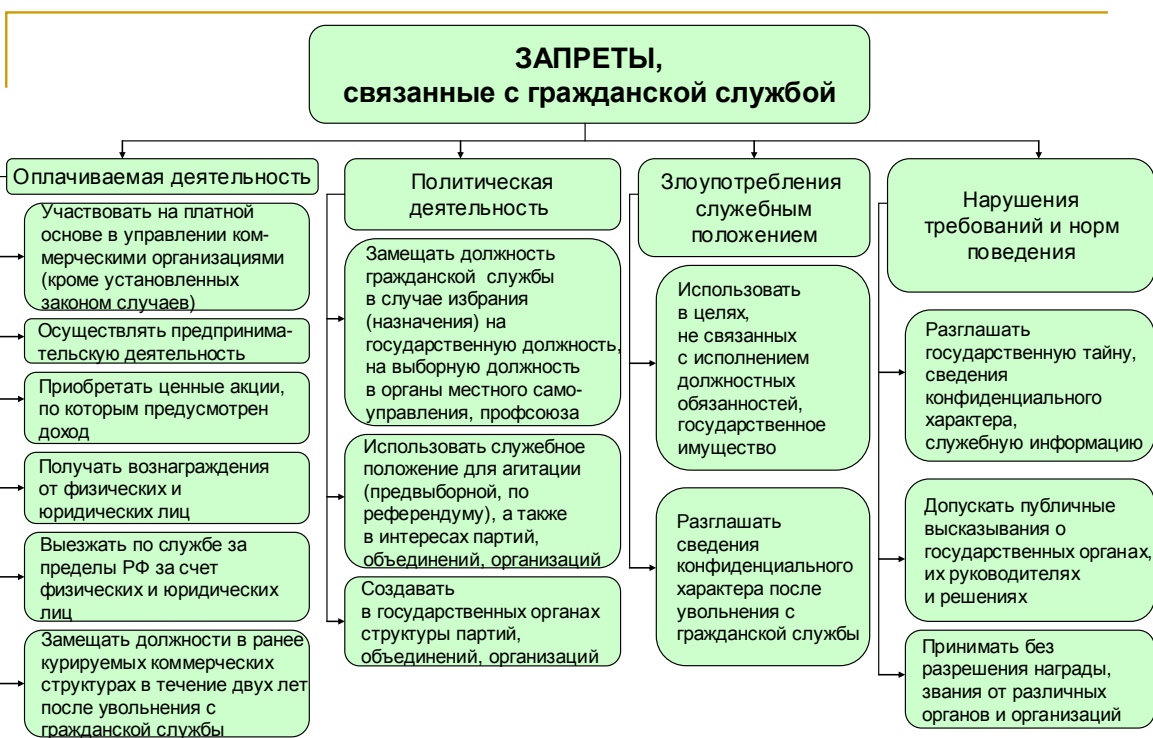 ЗАПРЕТЫ,
связанные с гражданской службой
Оплачиваемая деятельность
Участвовать на платной
основе в управлении ком-
мерческими организациями
(кроме установленных
законом случаев)
Осуществлять предпринима-
тельскую деятельность
Приобретать ценные акции,
по которым предусмотрен
доход
Получать вознаграждения
от физических и
юридических лиц
Выезжать по службе за
пределы РФ за счет
физических и юридических
лиц
Замещать должности в ранее
курируемых коммерческих
структурах в течение двух лет
после увольнения с
гражданской службы
Политическая
деятельность
Замещать должность
гражданской службы
в случае избрания
(назначения) на
государственную должность,
на выборную должность
в органы местного само-
управления, профсоюза
Использовать служебное
положение для агитации
(предвыборной, по
референдуму), а также
в интересах партий,
объединений, организаций
Создавать
в государственных органах
структуры партий,
объединений, организаций
Злоупотребления
служебным
положением
Использовать
в целях,
не связанных
с исполнением
должностных
обязанностей,
государственное
имущество
Разглашать
сведения
конфиденциального
характера после
увольнения с
гражданской службы
Нарушения
требований и норм
поведения
Разглашать
государственную тайну,
сведения
конфиденциального
характера,
служебную информацию
Допускать публичные
высказывания о
государственных органах,
их руководителях
и решениях
Принимать без
разрешения награды,
звания от различных
органов и организаций